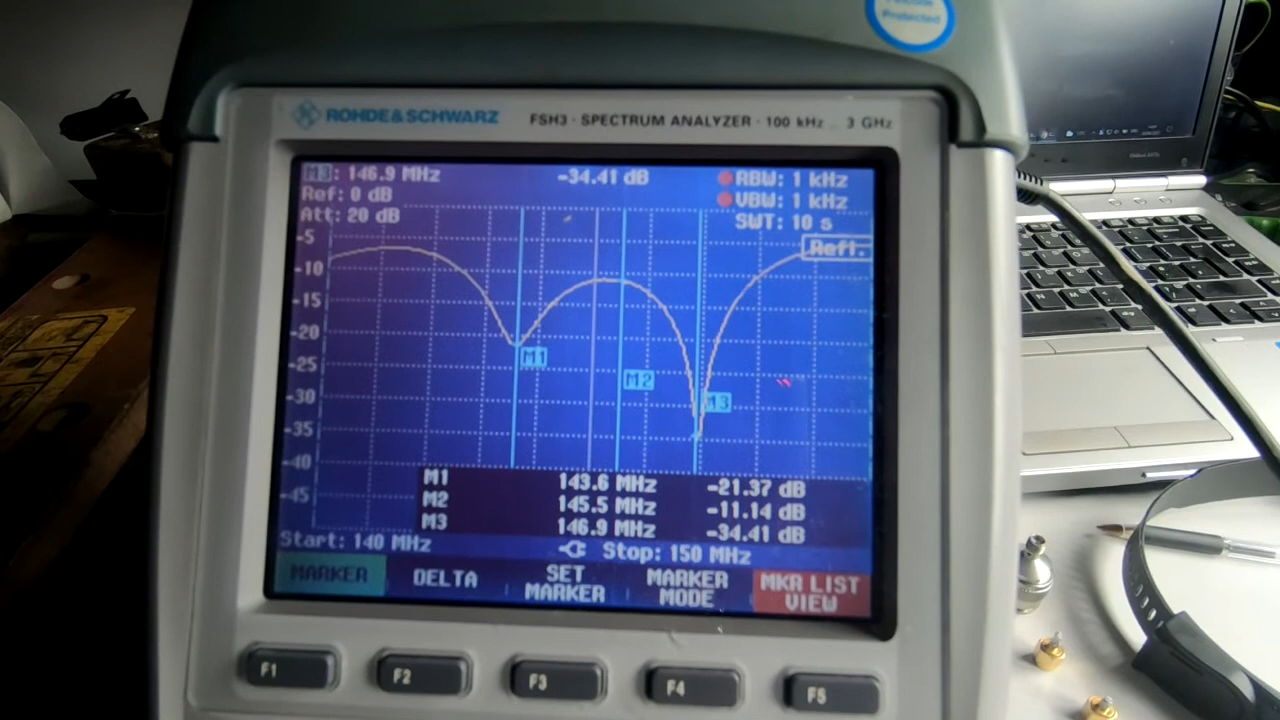 Protected
ROHDE&SCHWARZ FSH3 · SPECTRUM ANALYZER · 100 kHz ... 3 GHz
M3: 146.9 MHz -34.41 dB RBW: 1 kHz
Ref: 0 dB VBW: 1 kHz
Att: 20 dB SWT: 10 s
Refl.
-5
-10
-15
-20
-25
-30
-35
-40
-45
M1
M2
M3
M1 143.6 MHz -21.37 dB
M2 145.5 MHz -11.14 dB
M3 146.9 MHz -34.41 dB
Start: 140 MHz Stop: 150 MHz
MARKER DELTA SET MARKER MARKER MODE MKR LIST VIEW
F1 F2 F3 F4 F5